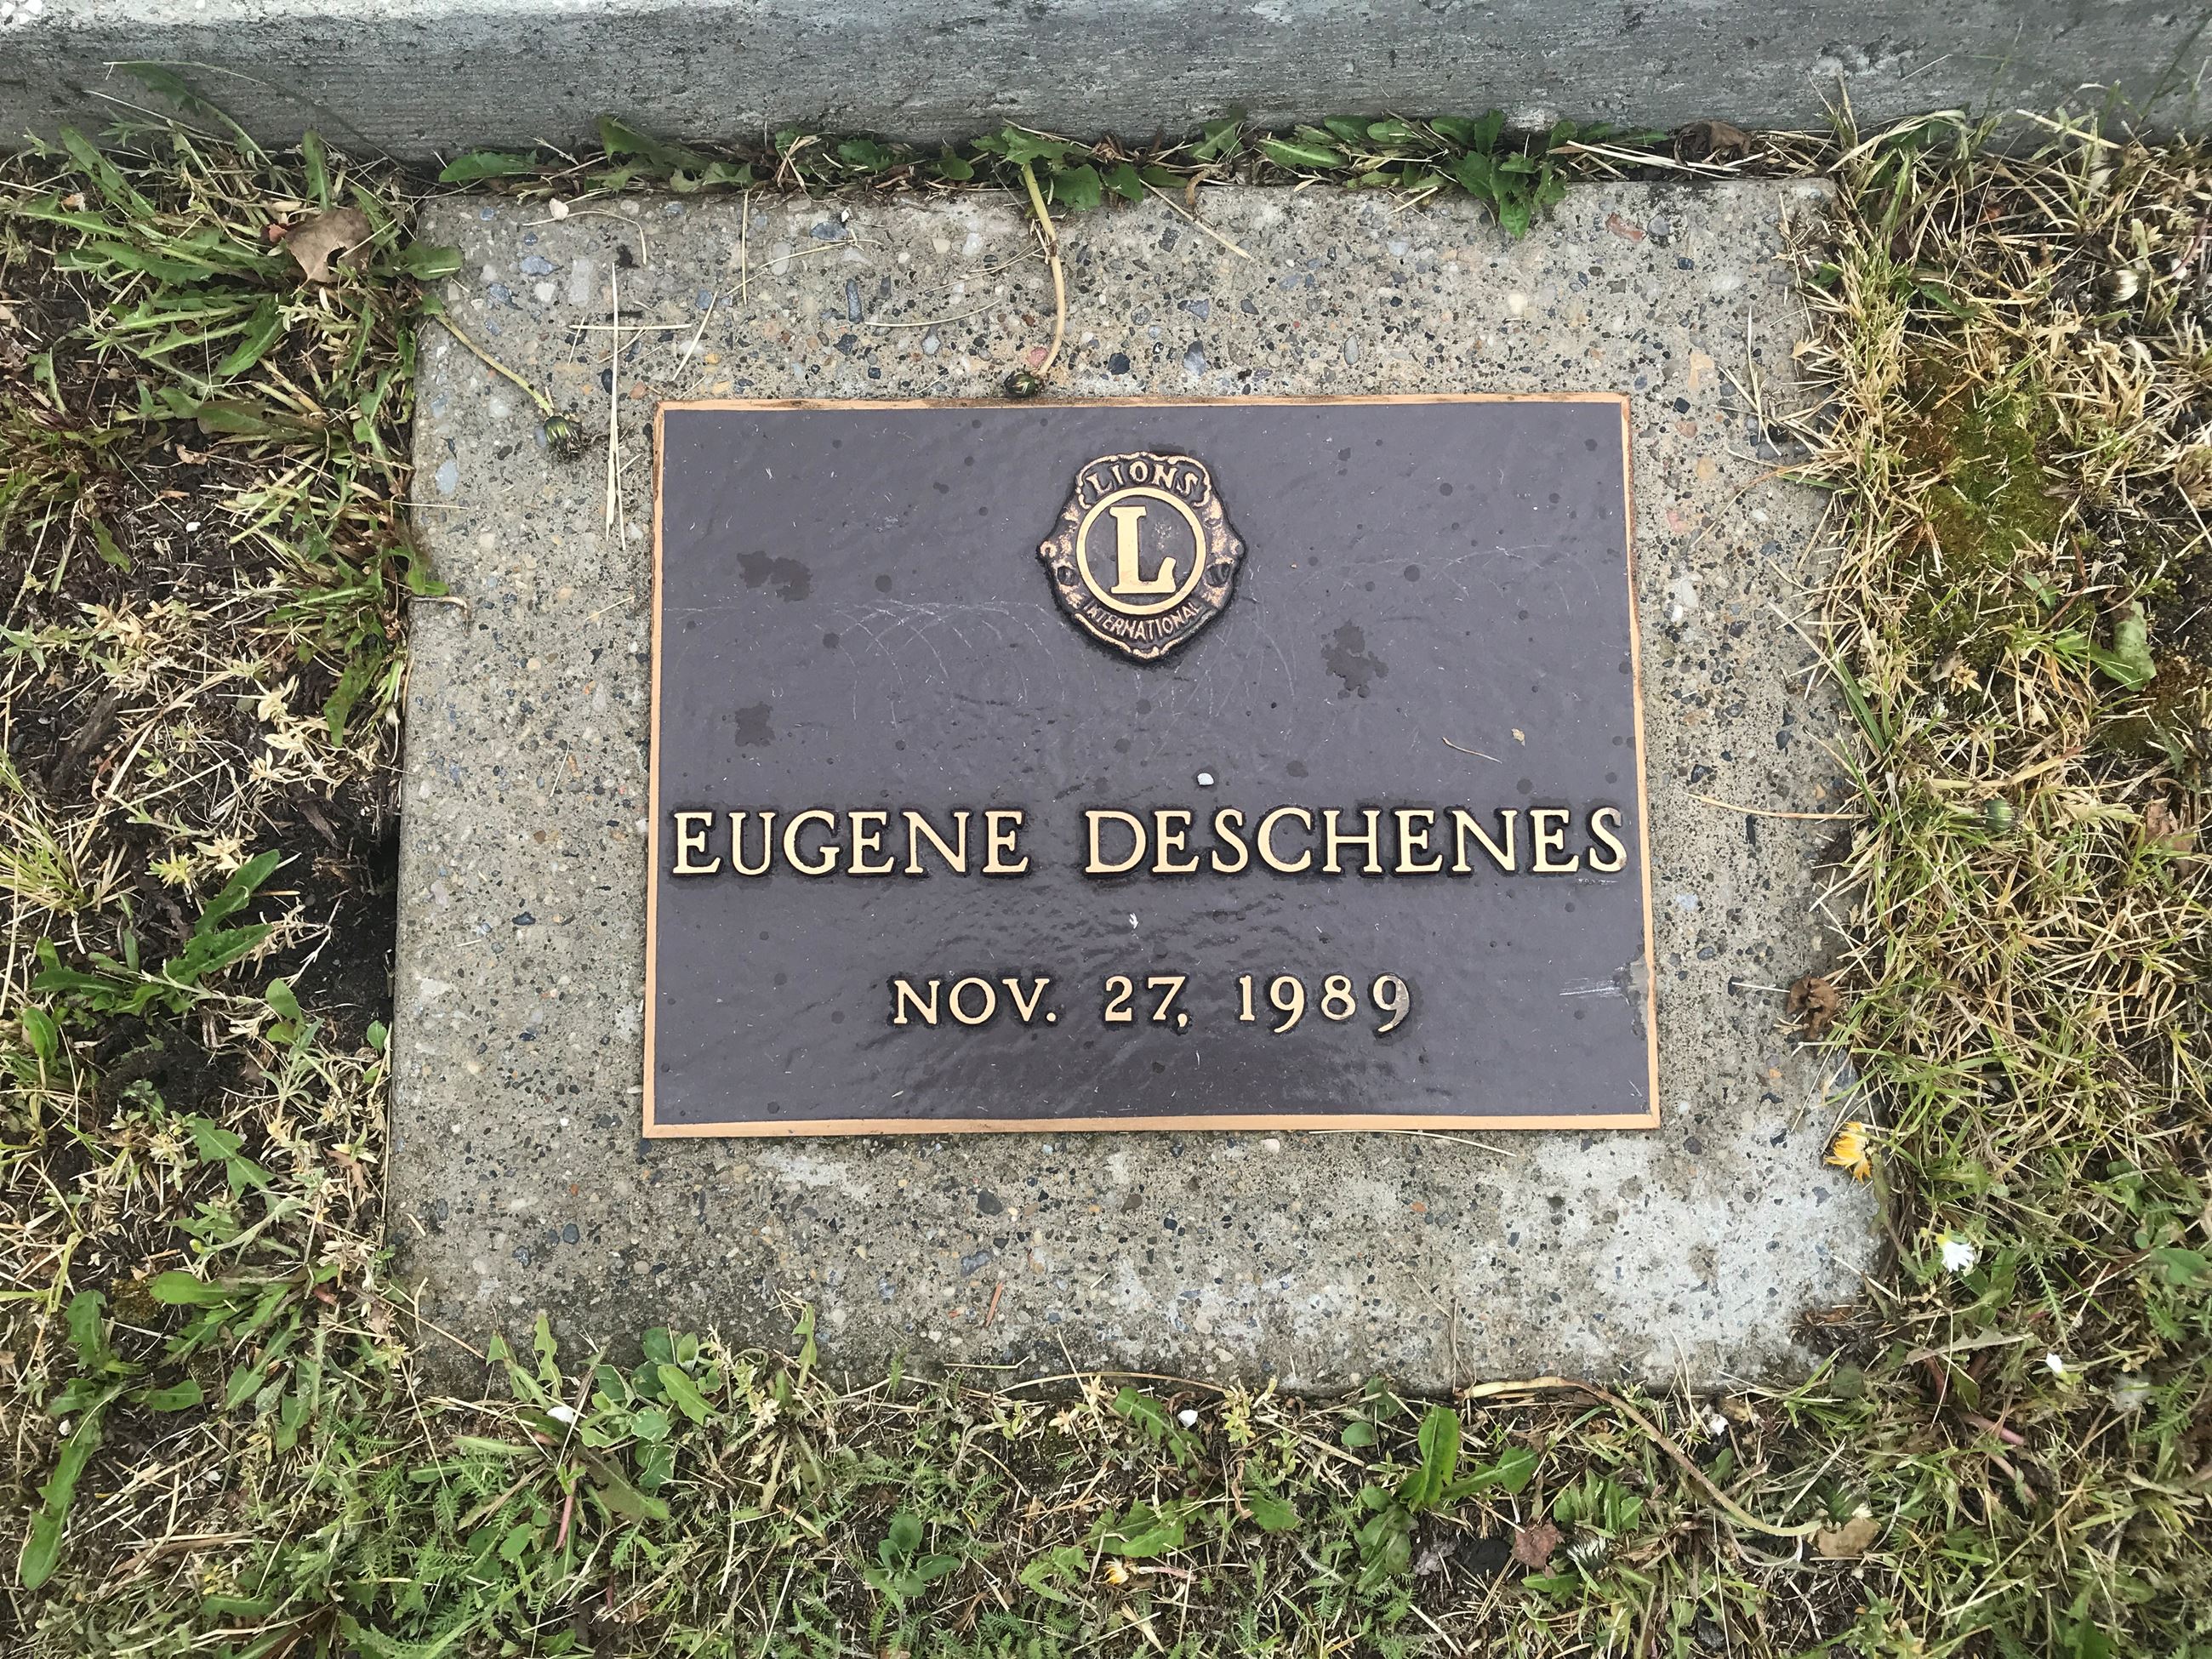 LIONS
L
INTERNATIONAL
EUGENE DESCHENES
NOV. 27, 1989